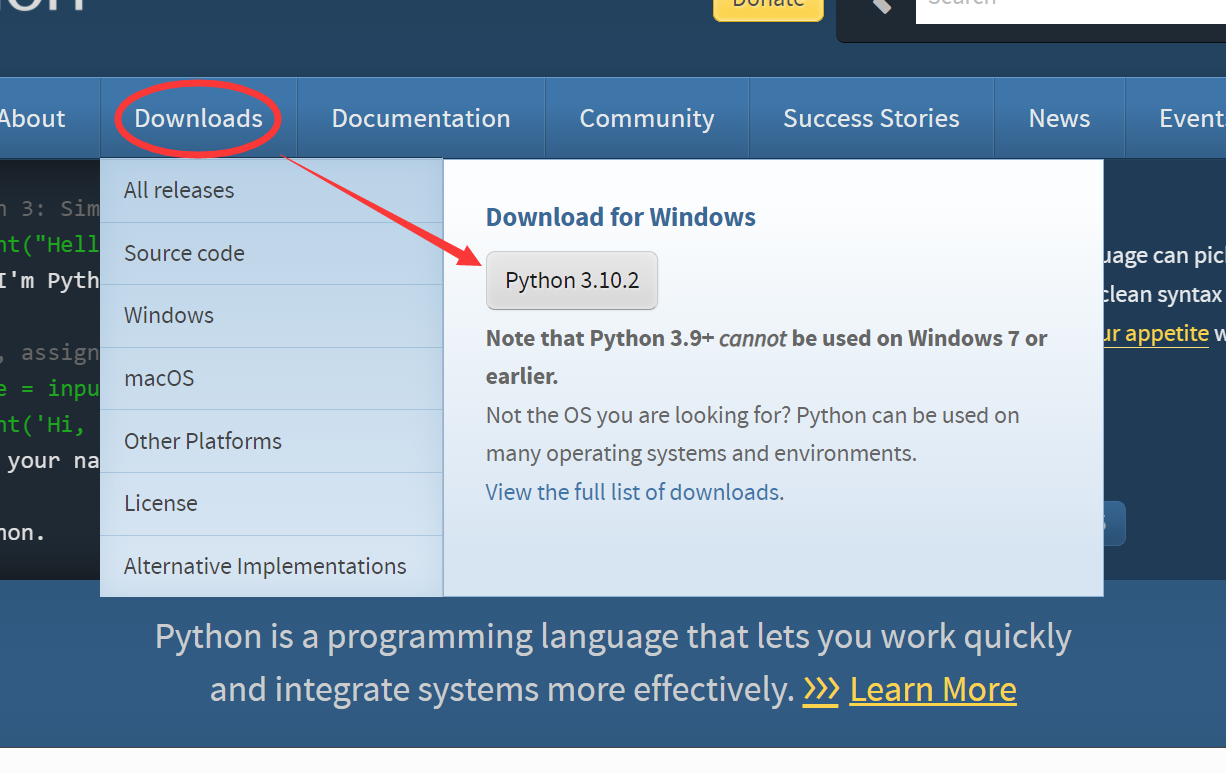 Donate
Search
About
Downloads
Documentation
Community
Success Stories
News
Event
All releases
Source code
Windows
macOS
Other Platforms
License
Alternative Implementations
Download for Windows
Python 3.10.2
Note that Python 3.9+ cannot be used on Windows 7 or
earlier.
Not the OS you are looking for? Python can be used on
many operating systems and environments.
View the full list of downloads.
3: Sim
nt("Hell
I'm Pyth
, assign
e = inpu
nt('Hi,
your na
hon.
uage can pic
clean syntax
ur appetite w
Python is a programming language that lets you work quickly
and integrate systems more effectively. >>> Learn More